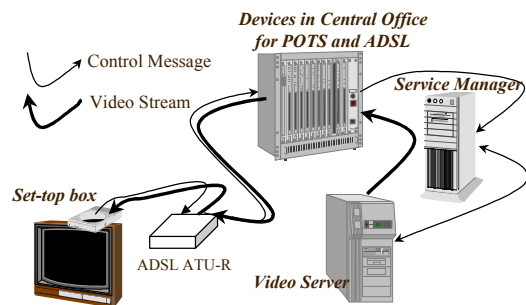 Devices in Central Office
for POTS and ADSL
Control Message
Video Stream
Service Manager
Set-top box
ADSL ATU-R
Video Server